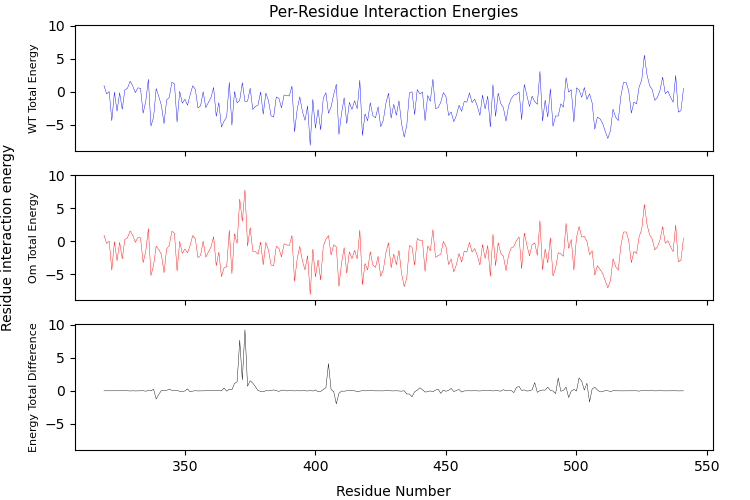 Per-Residue Interaction Energies
Residue interaction energy
WT Total Energy
10
5
0
−5
Om Total Energy
10
5
0
−5
Energy Total Difference
10
5
0
−5
350 400 450 500 550
Residue Number